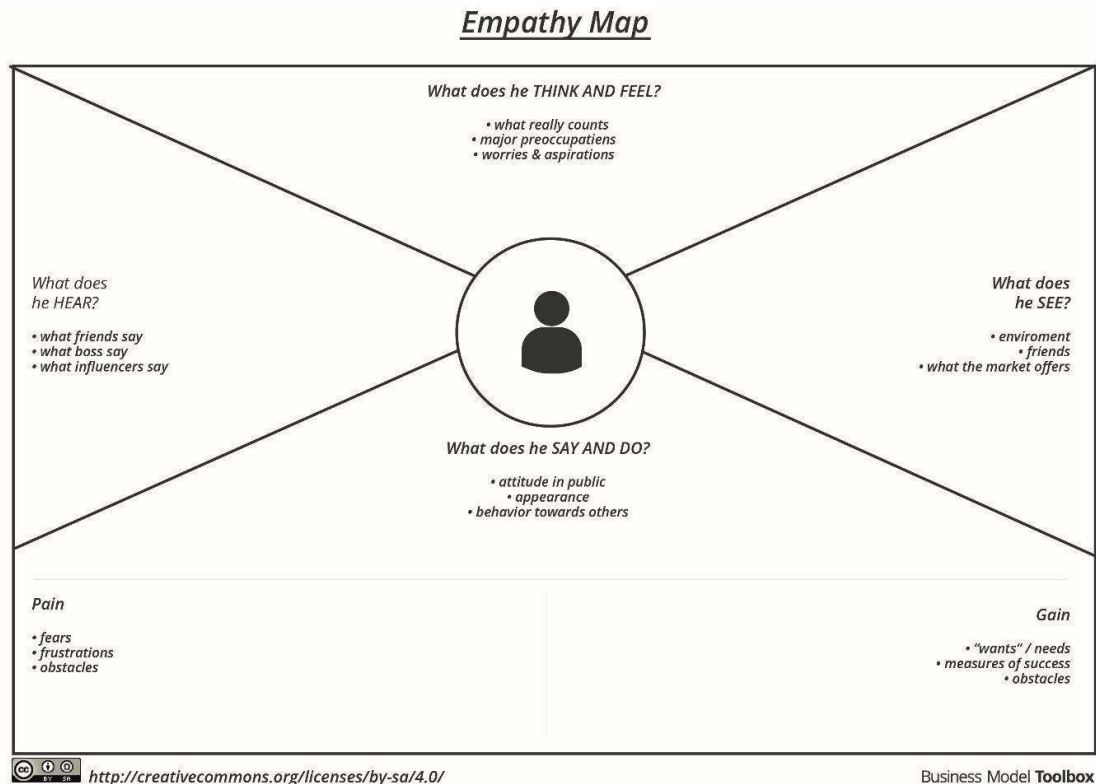 Empathy Map
What does he THINK AND FEEL?
• what really counts
• major preoccupatiens
• worries & aspirations
What does
he HEAR?
• what friends say
• what boss say
• what influencers say
What does
he SEE?
• enviroment
• friends
• what the market offers
What does he SAY AND DO?
• attitude in public
• appearance
• behavior towards others
Pain
• fears
• frustrations
• obstacles
Gain
• “wants“ / needs
• measures of success
• obstacles
cc BY SA http://creativecommons.org/licenses/by-sa/4.0/
Business Model Toolbox